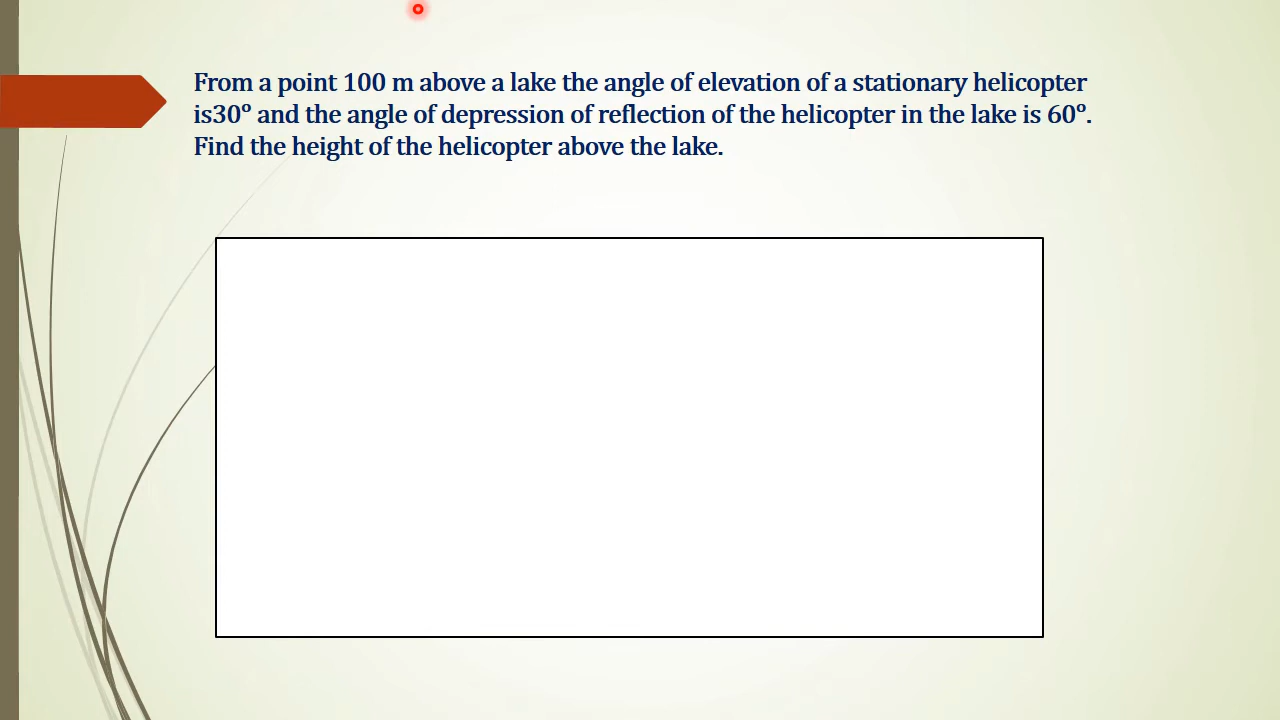 From a point 100 m above a lake the angle of elevation of a stationary helicopter
is30° and the angle of depression of reflection of the helicopter in the lake is 60°.
Find the height of the helicopter above the lake.